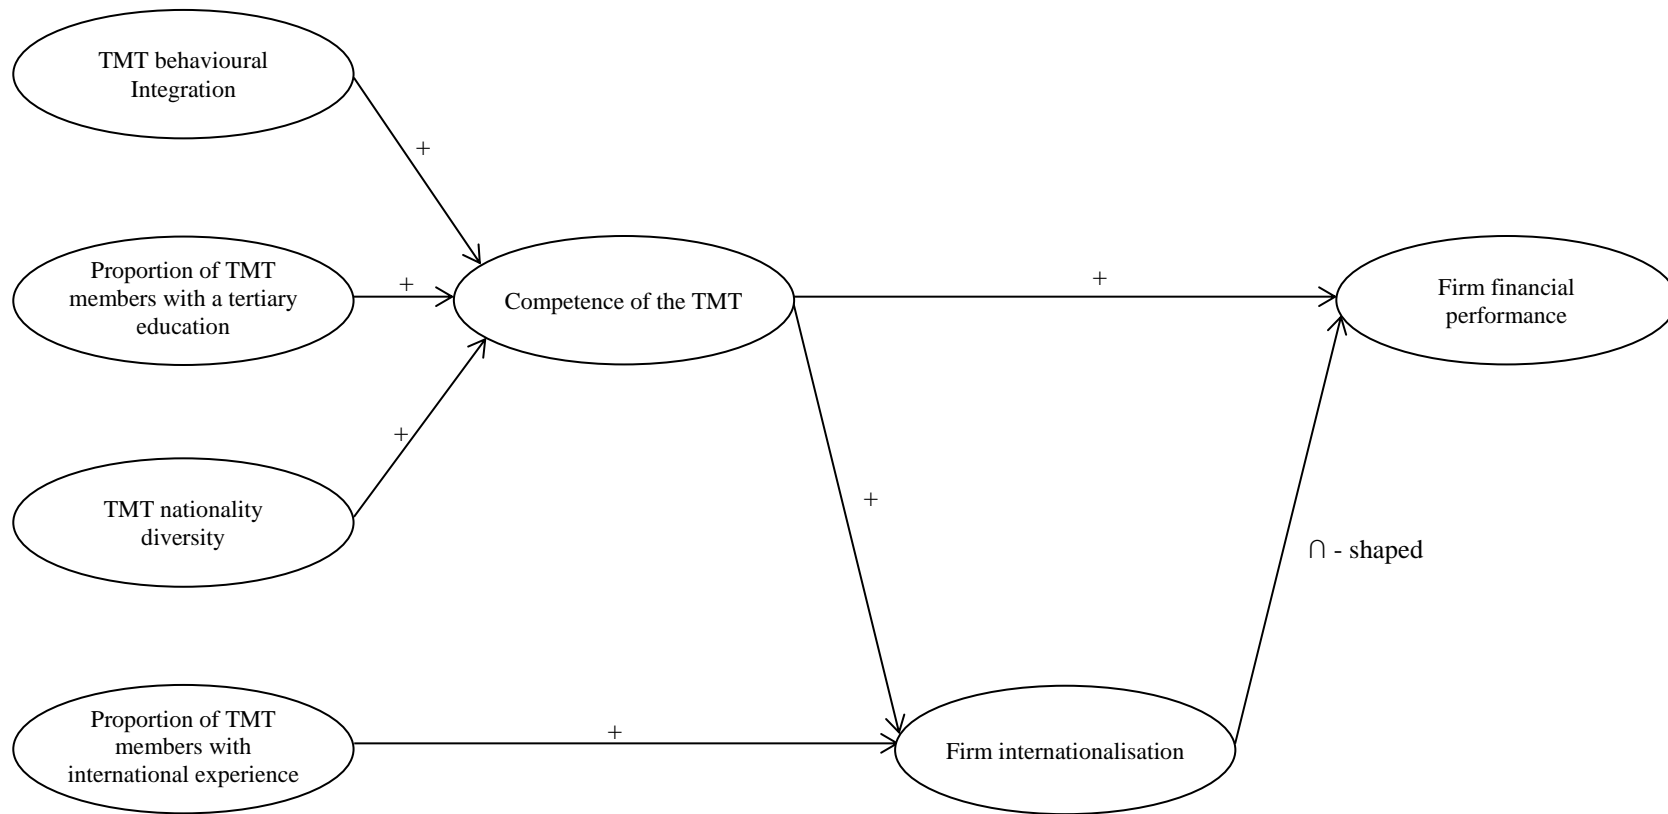 TMT behavioural
Integration
+
Proportion of TMT
members with a tertiary
education
+
Competence of the TMT
+
Firm financial
performance
TMT nationality
diversity
+
+
∩ - shaped
Proportion of TMT
members with
international experience
+
Firm internationalisation